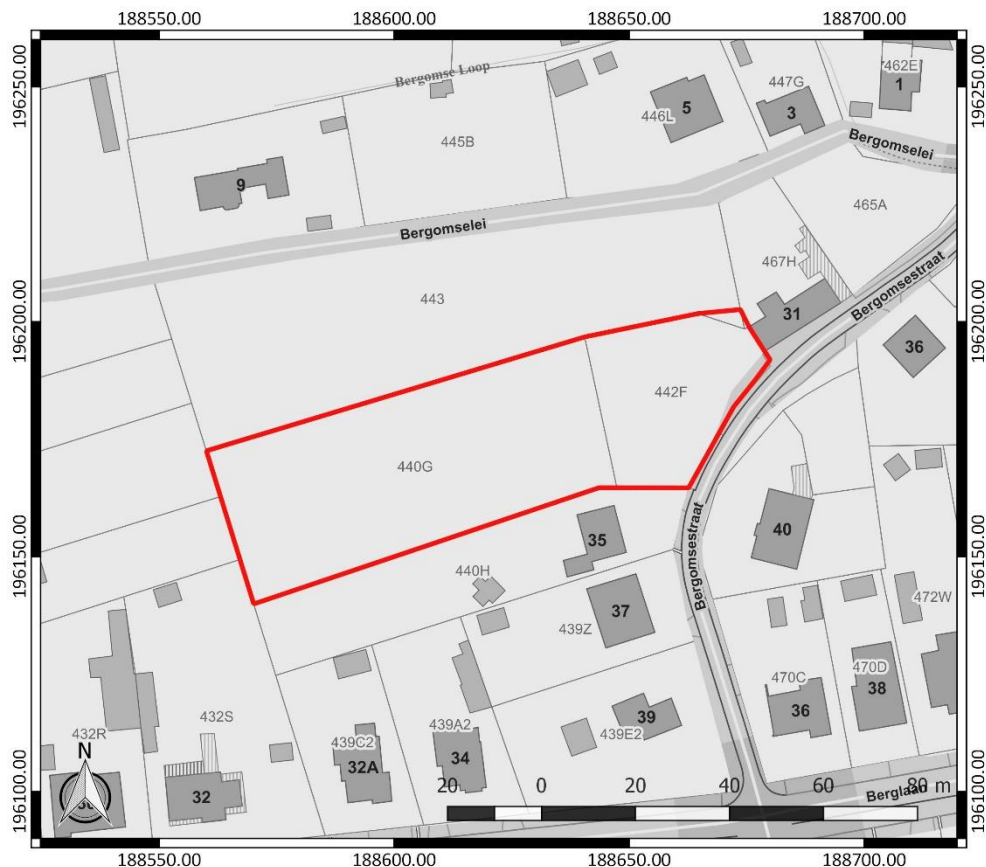 188550.00 188600.00 188650.00 188700.00
196250.00
196250.00
Bergomse Loop
462E
1
447G
3
5
446L
445B
Bergomselei
9
465A
Bergomselei
467H
Bergomsestraat
443
196200.00
196200.00
31
36
442F
440G
196150.00
196150.00
35
40
440H
Bergomsestraat
37
439Z
472W
470C
470D
38
36
39
439E2
432S
432R
439C2
439A2
34
32A
N
32
196100.00
196100.00
20 0 20 40 60 80 m
Berglaan
188550.00 188600.00 188650.00 188700.00